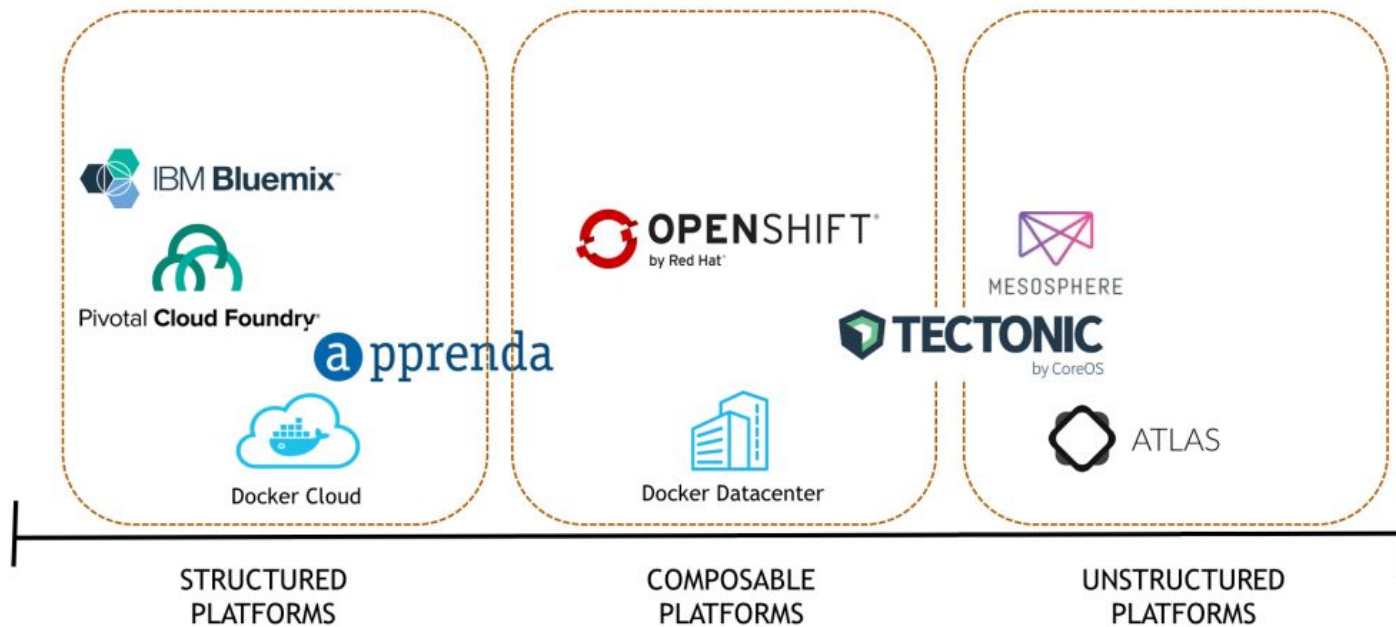 IBM Bluemix™
Pivotal Cloud Foundry®
apprenda
Docker Cloud
OPENSHIFT®
by Red Hat®
Docker Datacenter
MESOSPHERE
TECTONIC
by CoreOS
ATLAS
STRUCTURED
PLATFORMS
COMPOSABLE
PLATFORMS
UNSTRUCTURED
PLATFORMS